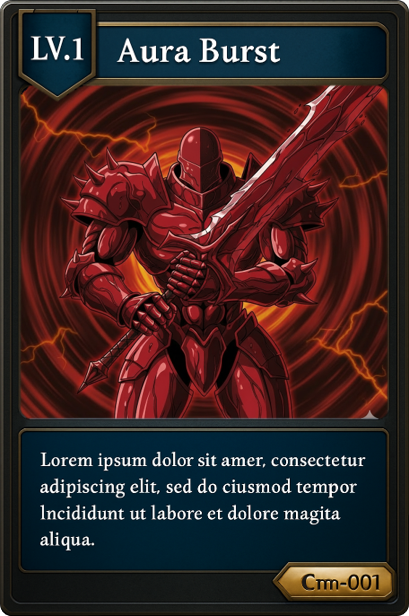 LV.1
Aura Burst
Lorem ipsum dolor sit amer, consectetur
adipiscing elit, sed do ciusmod tempor
lncididunt ut labore et dolore magita
aliqua.
Crm-001